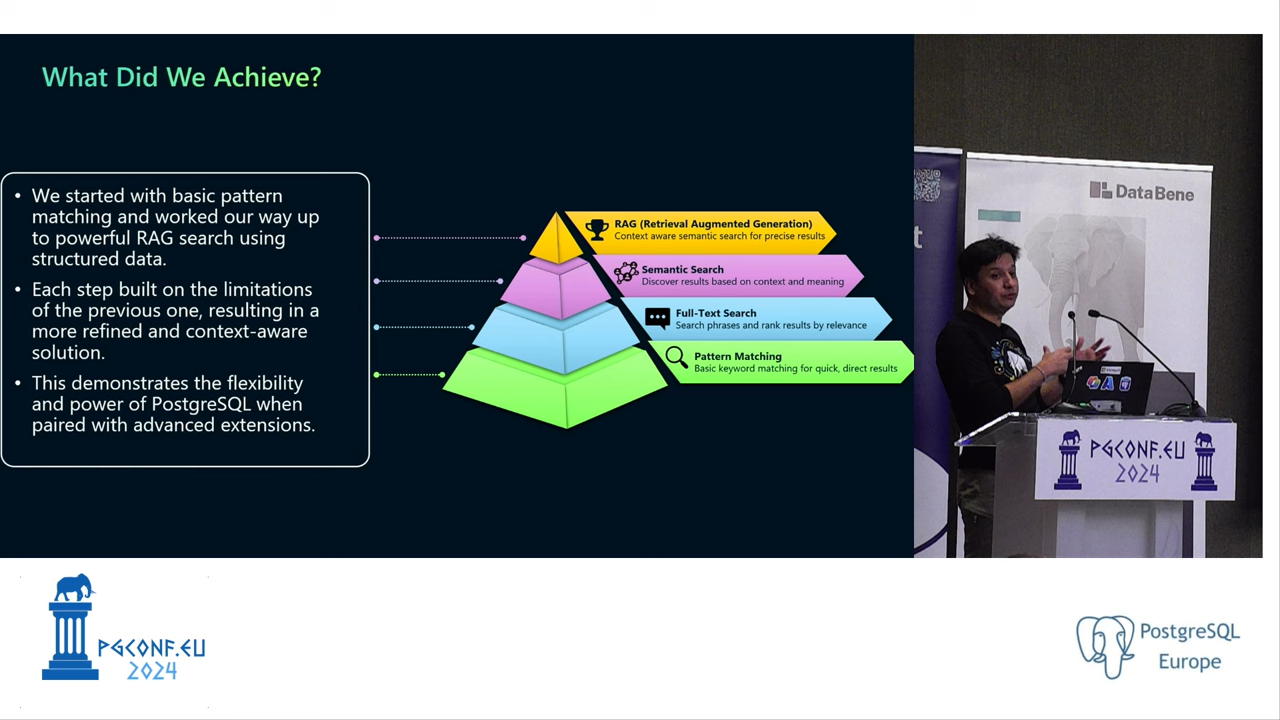 What Did We Achieve?
• We started with basic pattern
matching and worked our way up
to powerful RAG search using
structured data.
• Each step built on the limitations
of the previous one, resulting in a
more refined and context-aware
solution.
• This demonstrates the flexibility
and power of PostgreSQL when
paired with advanced extensions.
RAG (Retrieval Augmented Generation)
Context aware semantic search for precise results
Semantic Search
Discover results based on context and meaning
Full-Text Search
Search phrases and rank results by relevance
Pattern Matching
Basic keyword matching for quick, direct results
DataBene
PGCONF.EU
2024
PGCONF.EU
2024
PostgreSQL
Europe